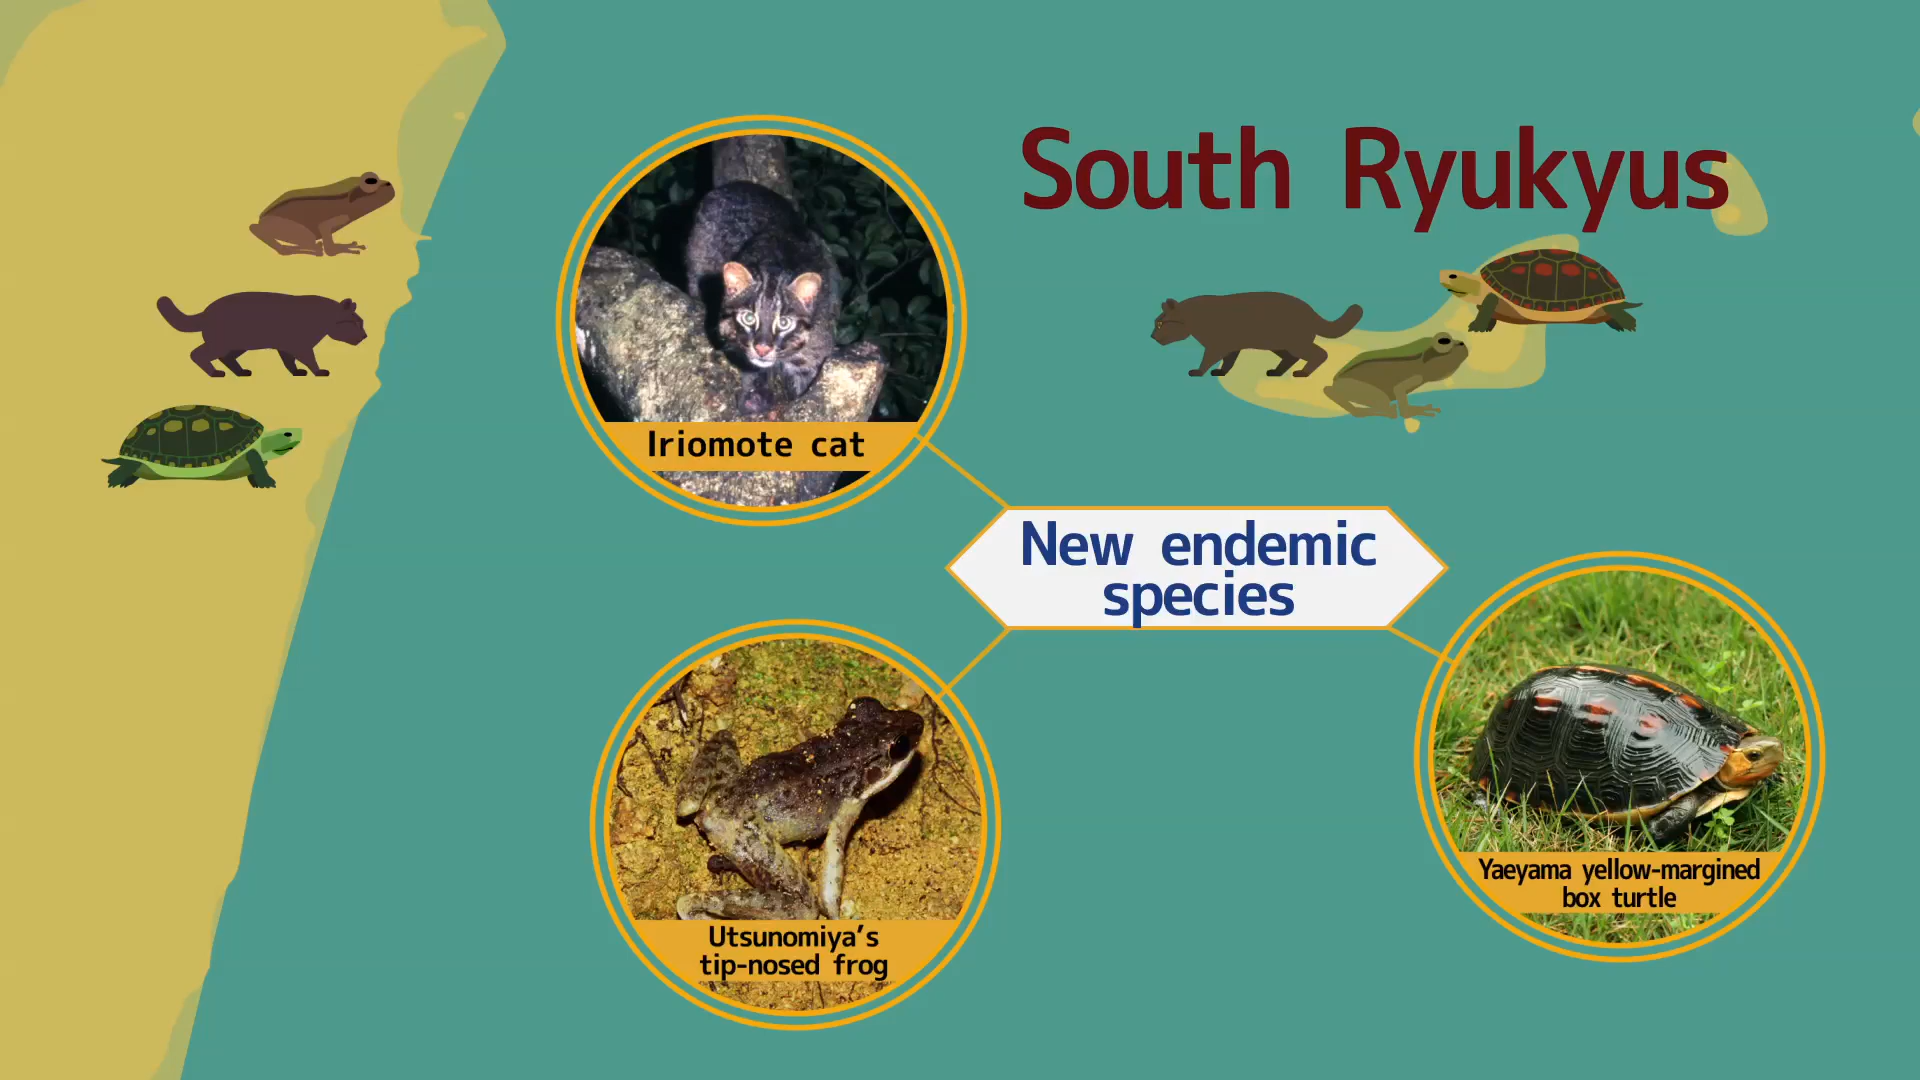 South Ryukyus
Iriomote cat
New endemic
species
Yaeyama yellow-margined
box turtle
Utsunomiya's
tip-nosed frog